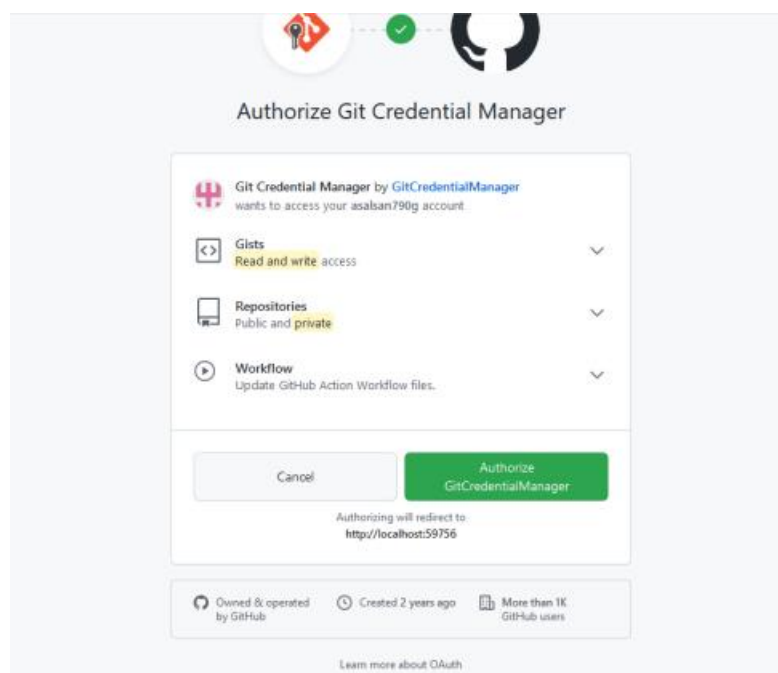 Authorize Git Credential Manager
Git Credential Manager by GitCredentialManager
wants to access your asalsan790g account
Gists
Read and write access
Repositories
Public and private
Workflow
Update GitHub Action Workflow files.
Cancel
Authorize
GitCredentialManager
Authorizing will redirect to
http://localhost:59756
Owned & operated
by GitHub
Created 2 years ago
More than 1K
GitHub users
Learn more about OAuth